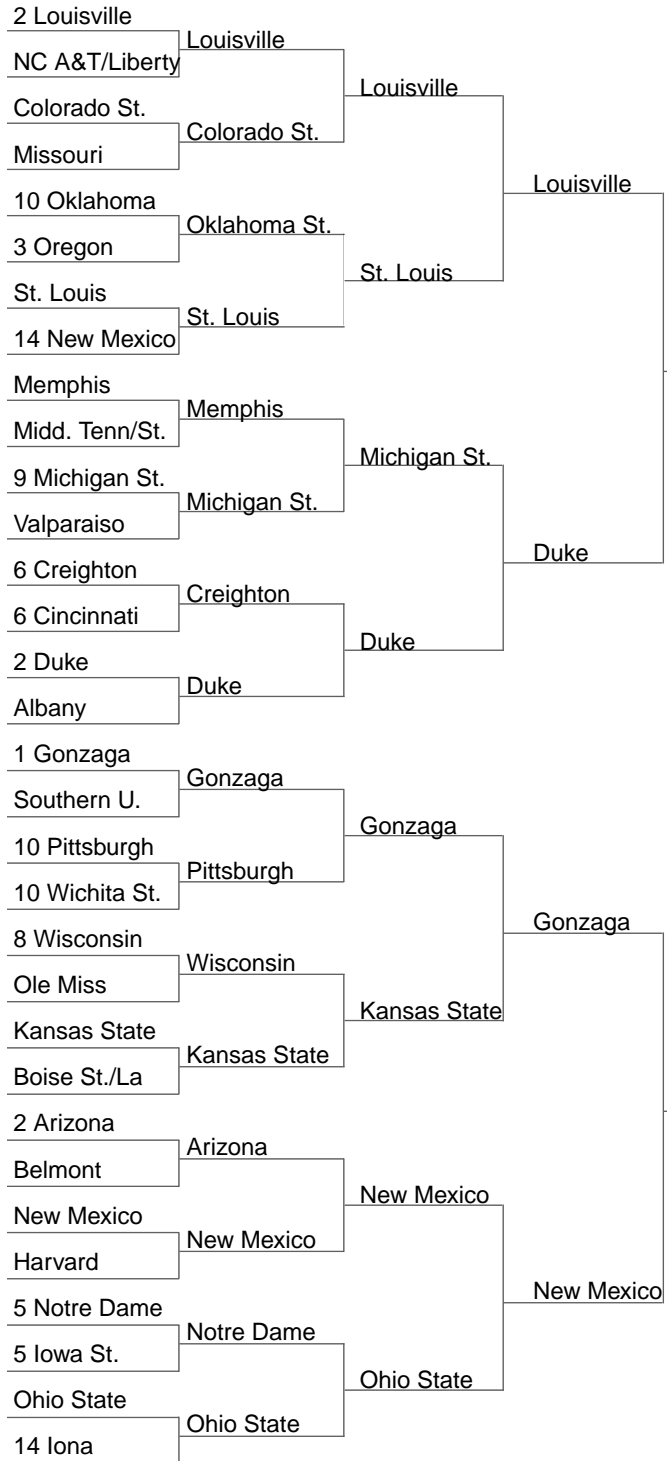 2 Louisville
NC A&T/Liberty
Colorado St.
Missouri
10 Oklahoma
3 Oregon
St. Louis
14 New Mexico
Memphis
Midd. Tenn/St.
9 Michigan St.
Valparaiso
6 Creighton
6 Cincinnati
2 Duke
Albany
1 Gonzaga
Southern U.
10 Pittsburgh
10 Wichita St.
8 Wisconsin
Ole Miss
Kansas State
Boise St./La
2 Arizona
Belmont
New Mexico
Harvard
5 Notre Dame
5 Iowa St.
Ohio State
14 Iona
Louisville
Colorado St.
Oklahoma St.
St. Louis
Memphis
Michigan St.
Creighton
Duke
Gonzaga
Pittsburgh
Wisconsin
Kansas State
Arizona
New Mexico
Notre Dame
Ohio State
Louisville
St. Louis
Michigan St.
Duke
Gonzaga
Kansas State
New Mexico
Ohio State
Louisville
Duke
Gonzaga
New Mexico